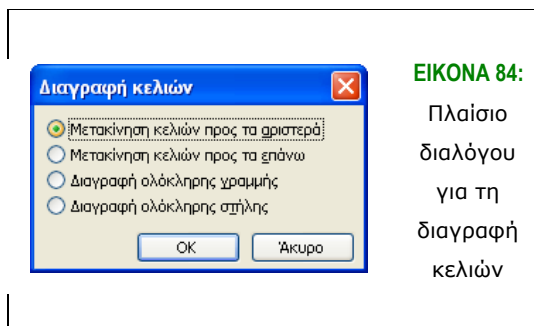 Διαγραφή κελιών
Μετακίνηση κελιών προς τα αριστερά
Μετακίνηση κελιών προς τα επάνω
Διαγραφή ολόκληρης γραμμής
Διαγραφή ολόκληρης στήλης
OK
Άκυρο
ΕΙΚΟΝΑ 84:
Πλαίσιο
διαλόγου
για τη
διαγραφή
κελιών